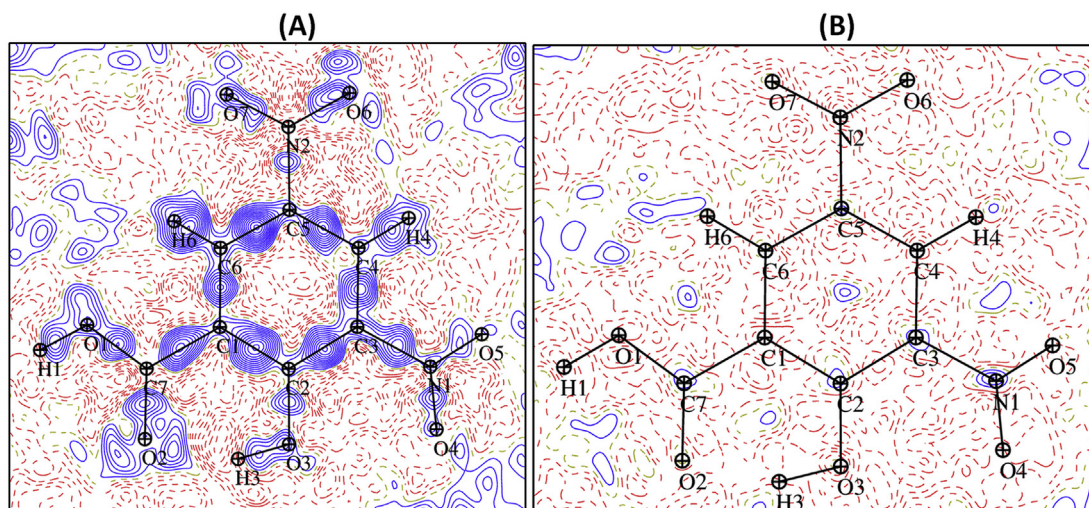 (A) (B)
O7 O6 O7 O6
N2 N2
H6 C5 H4 H6 C5 H4
C6 C4 C6 C4
O C1 C3 O5 O1 C1 C3 O5
H1 C7 C2 N1 H1 C7 C2 N1
O2 O3 O4 O2 O3 O4
H3 H3